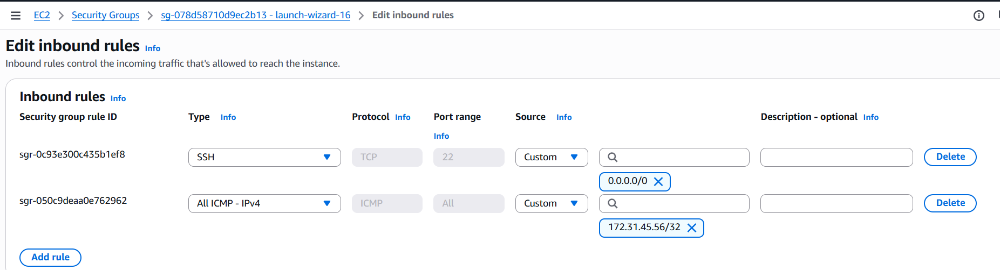 EC2 Security Groups sg-078d58710d9ec2b13 - launch-wizard-16 Edit inbound rules
Edit inbound rules Info
Inbound rules control the incoming traffic that's allowed to reach the instance.
Inbound rules Info
Security group rule ID Type Info Protocol Info Port range Info Source Info Description - optional Info
sgr-0c93e300c435b1ef8 SSH TCP 22 Custom Delete
0.0.0.0/0
sgr-050c9deaa0e762962 All ICMP - IPv4 ICMP All Custom Delete
172.31.45.56/32
Add rule